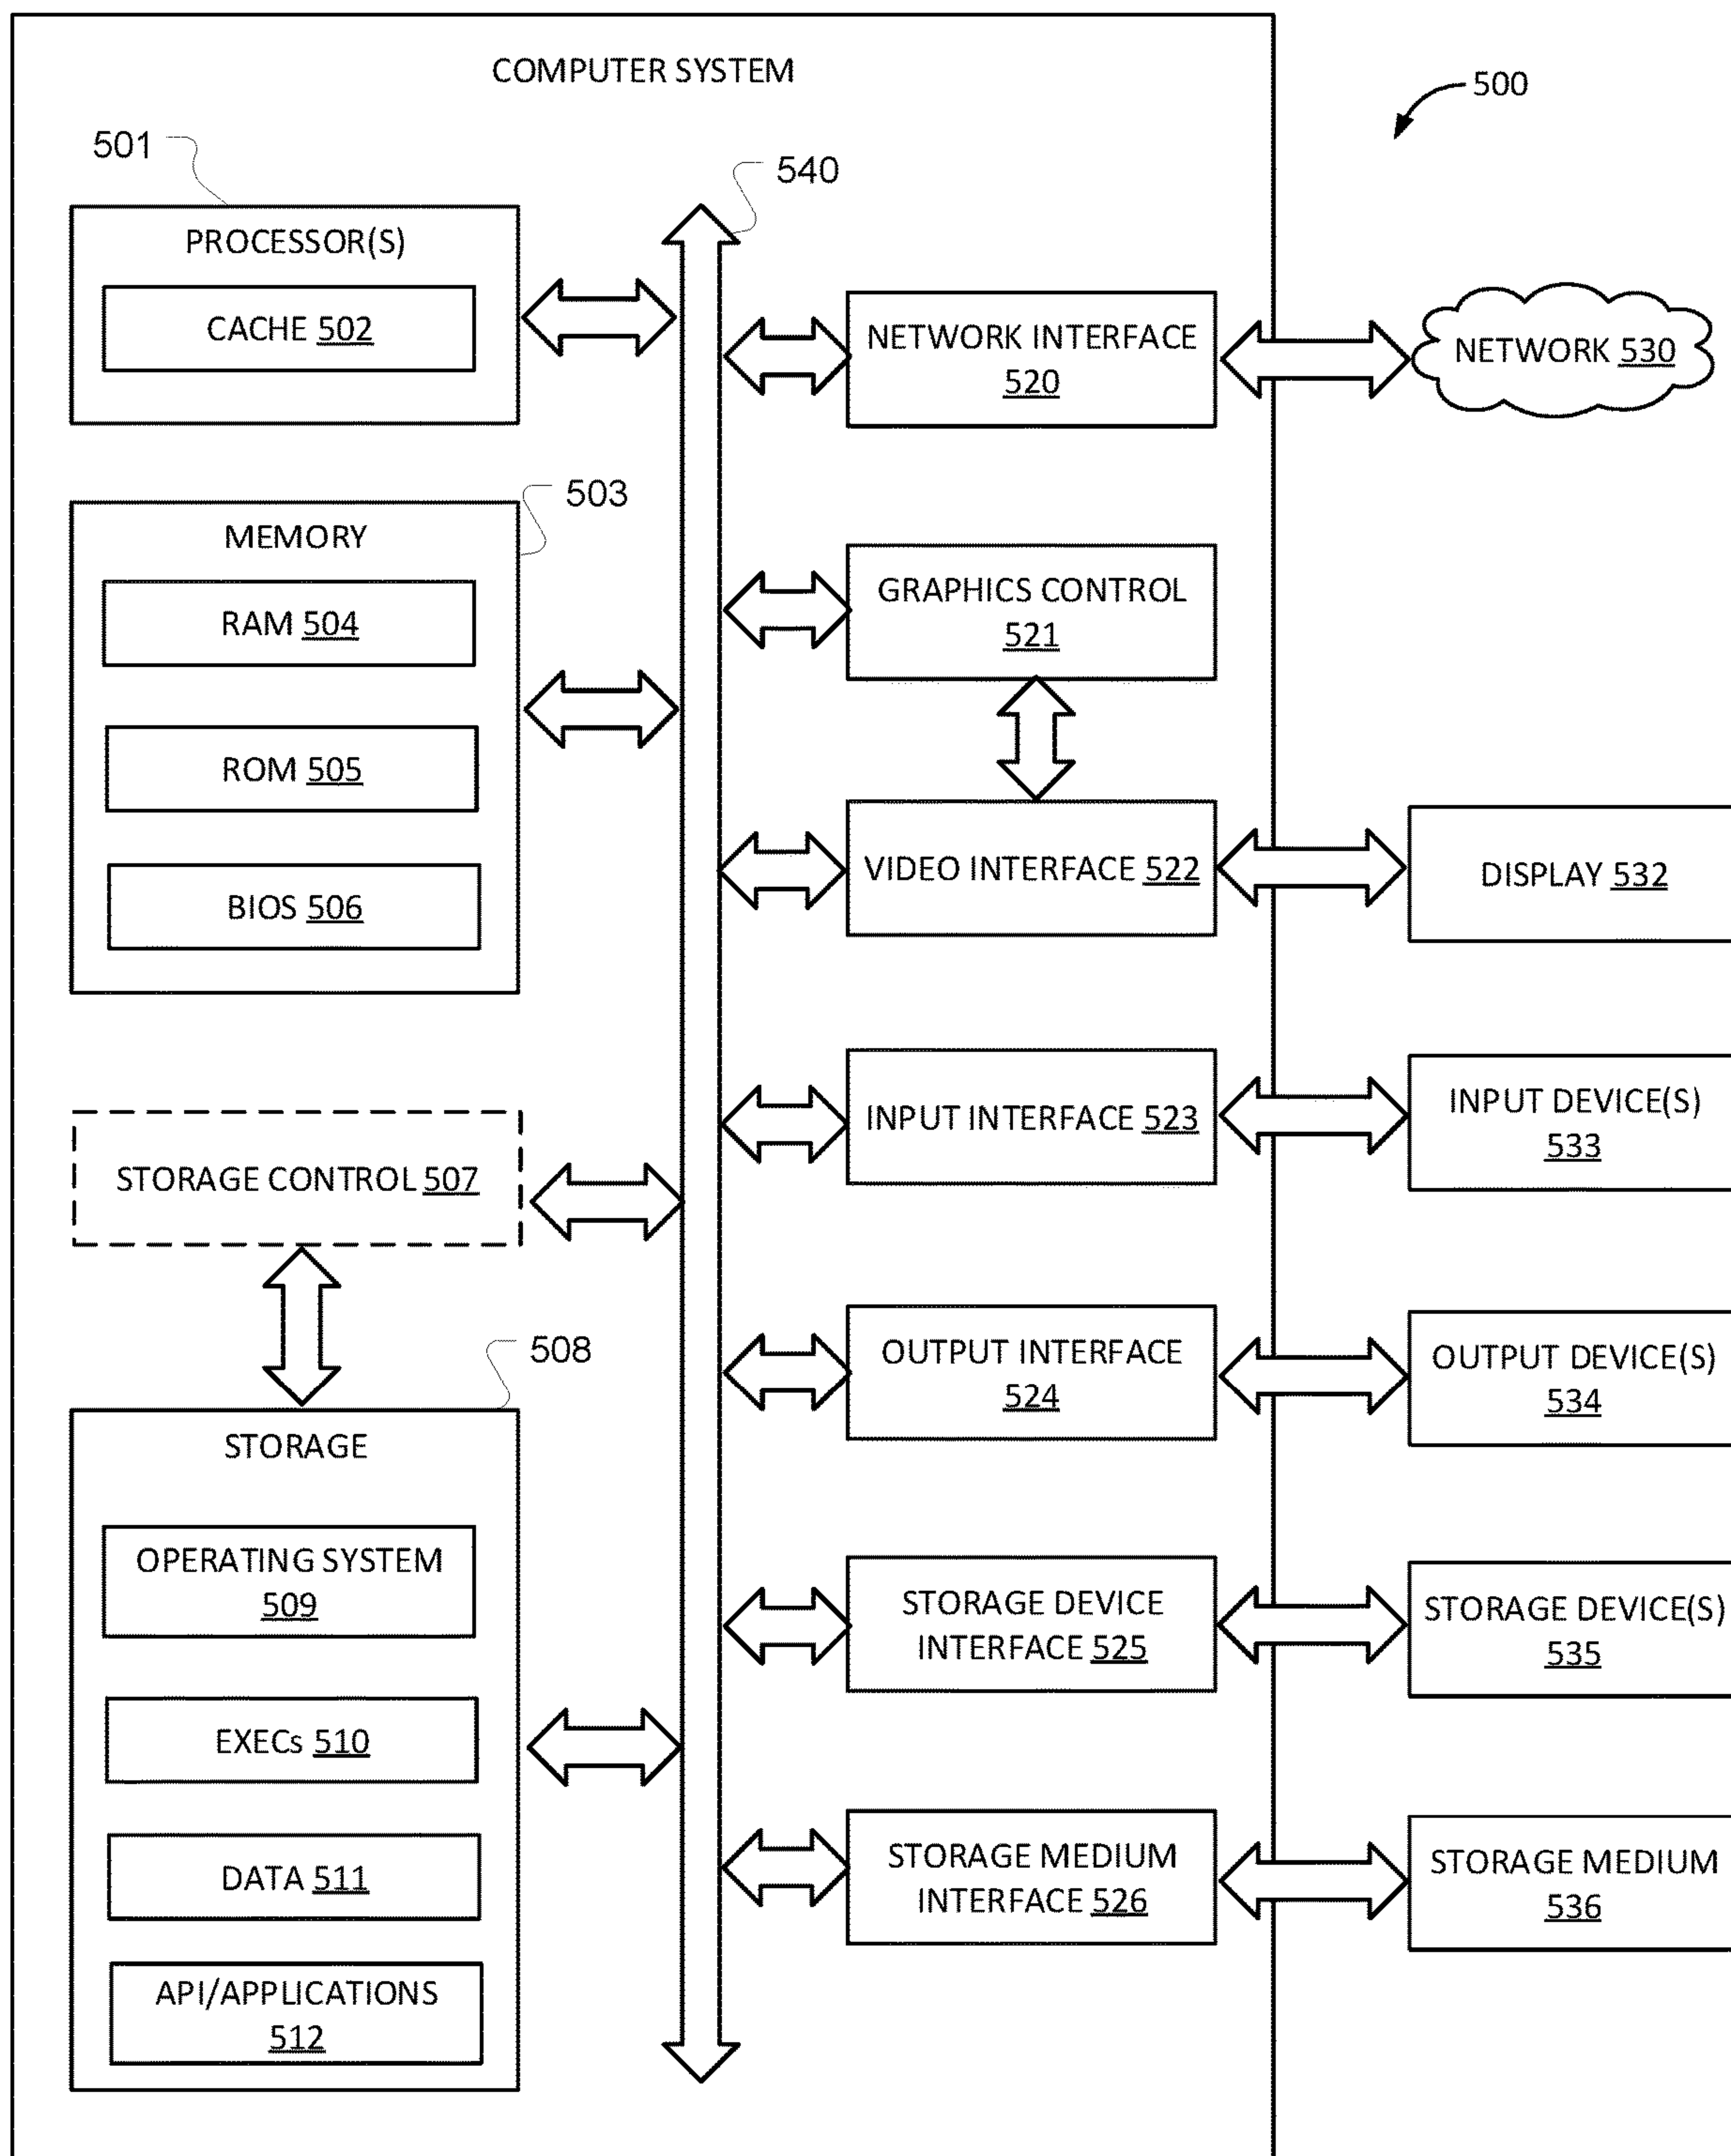 COMPUTER SYSTEM
500
501
540
PROCESSOR(S)
CACHE 502
NETWORK INTERFACE
520
NETWORK 530
503
MEMORY
RAM 504
ROM 505
BIOS 506
GRAPHICS CONTROL
521
VIDEO INTERFACE 522
DISPLAY 532
STORAGE CONTROL 507
INPUT INTERFACE 523
INPUT DEVICE(S)
533
508
STORAGE
OPERATING SYSTEM
509
EXECs 510
DATA 511
API/APPLICATIONS
512
OUTPUT INTERFACE
524
OUTPUT DEVICE(S)
534
STORAGE DEVICE
INTERFACE 525
STORAGE DEVICE(S)
535
STORAGE MEDIUM
INTERFACE 526
STORAGE MEDIUM
536